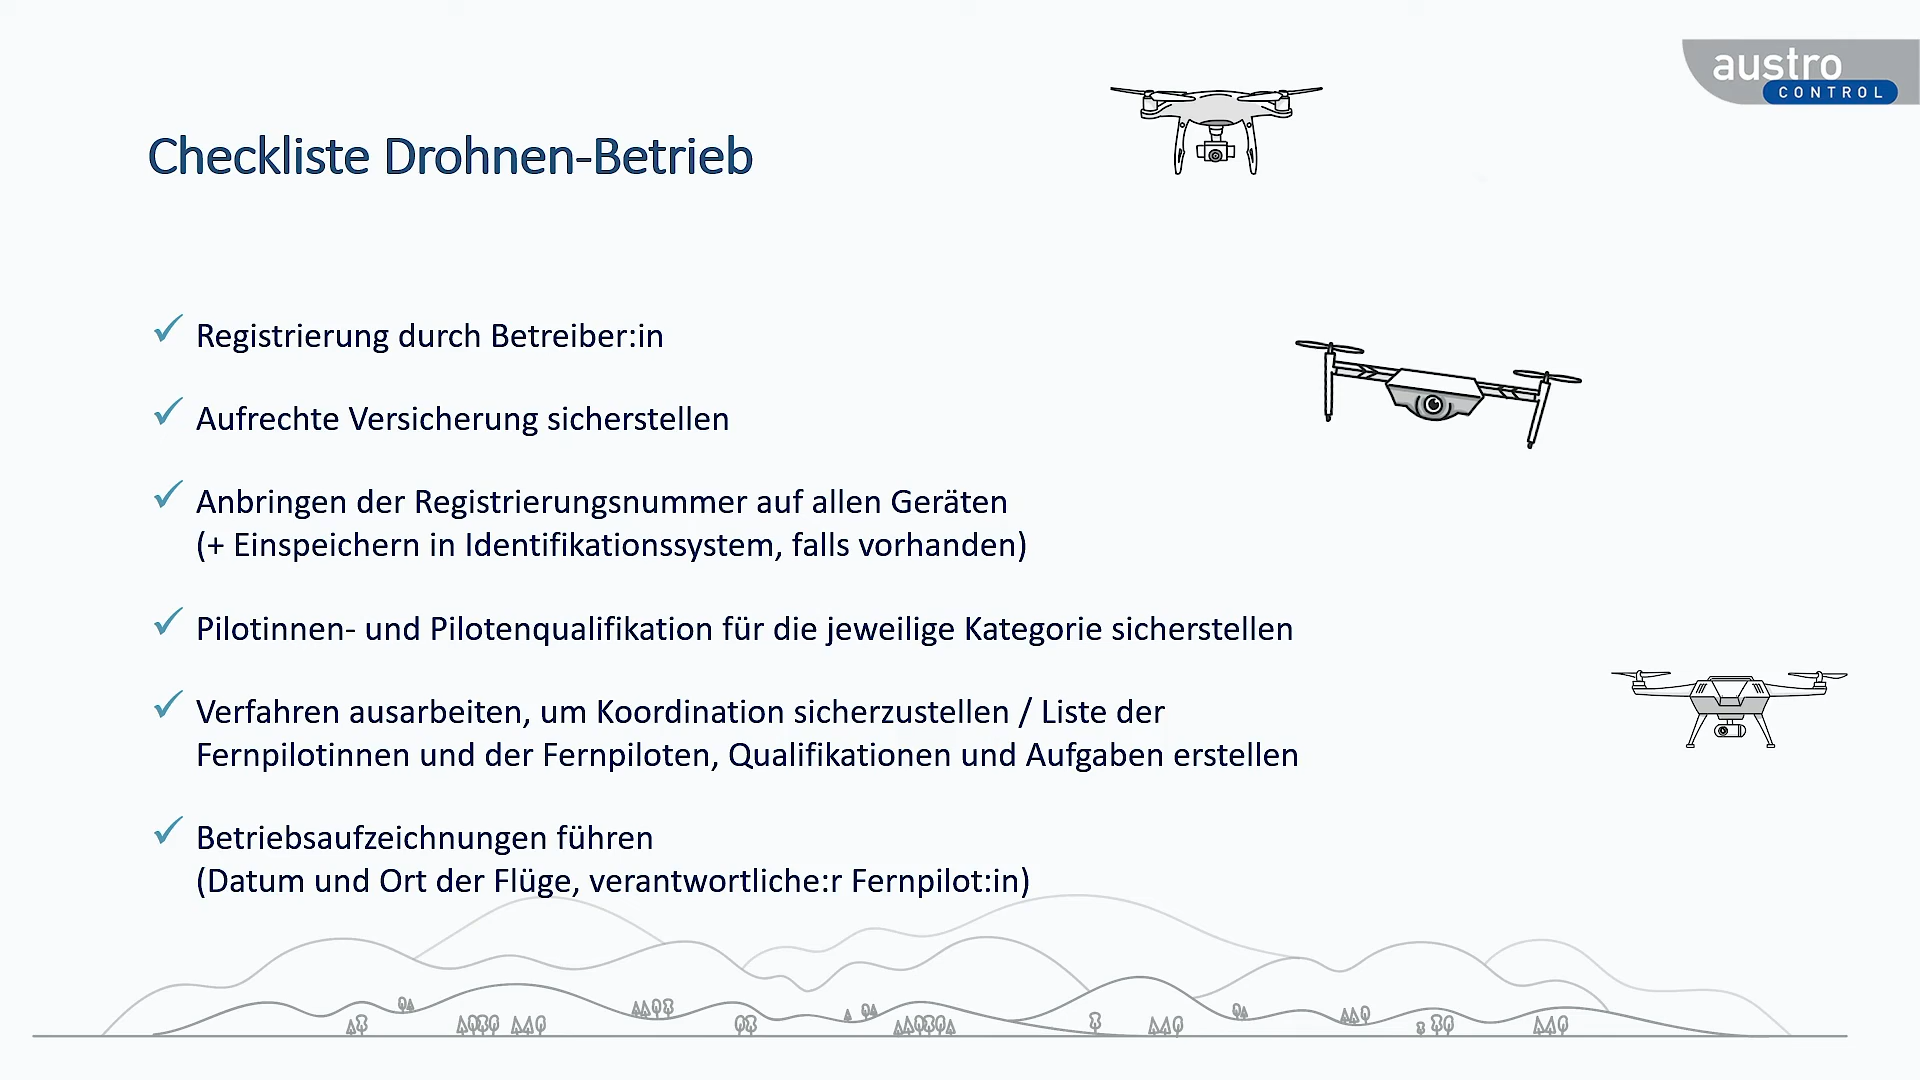 austro
CONTROL
Checkliste Drohnen-Betrieb
Registrierung durch Betreiber:in
Aufrechte Versicherung sicherstellen
Anbringen der Registrierungsnummer auf allen Geräten
(+ Einspeichern in Identifikationssystem, falls vorhanden)
Pilotinnen- und Pilotenqualifikation für die jeweilige Kategorie sicherstellen
Verfahren ausarbeiten, um Koordination sicherzustellen / Liste der
Fernpilotinnen und der Fernpiloten, Qualifikationen und Aufgaben erstellen
Betriebsaufzeichnungen führen
(Datum und Ort der Flüge, verantwortliche:r Fernpilot:in)